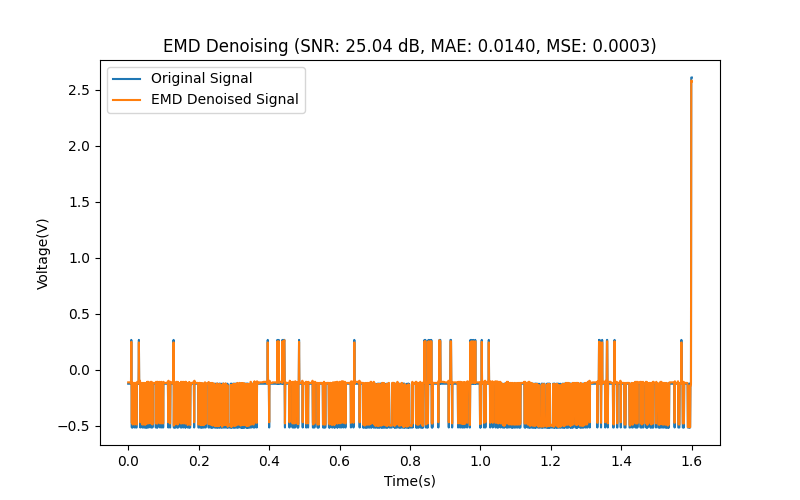 EMD Denoising (SNR: 25.04 dB, MAE: 0.0140, MSE: 0.0003)
Original Signal
EMD Denoised Signal
2.5
2.0
1.5
1.0
0.5
0.0
−0.5
Voltage(V)
0.0 0.2 0.4 0.6 0.8 1.0 1.2 1.4 1.6
Time(s)